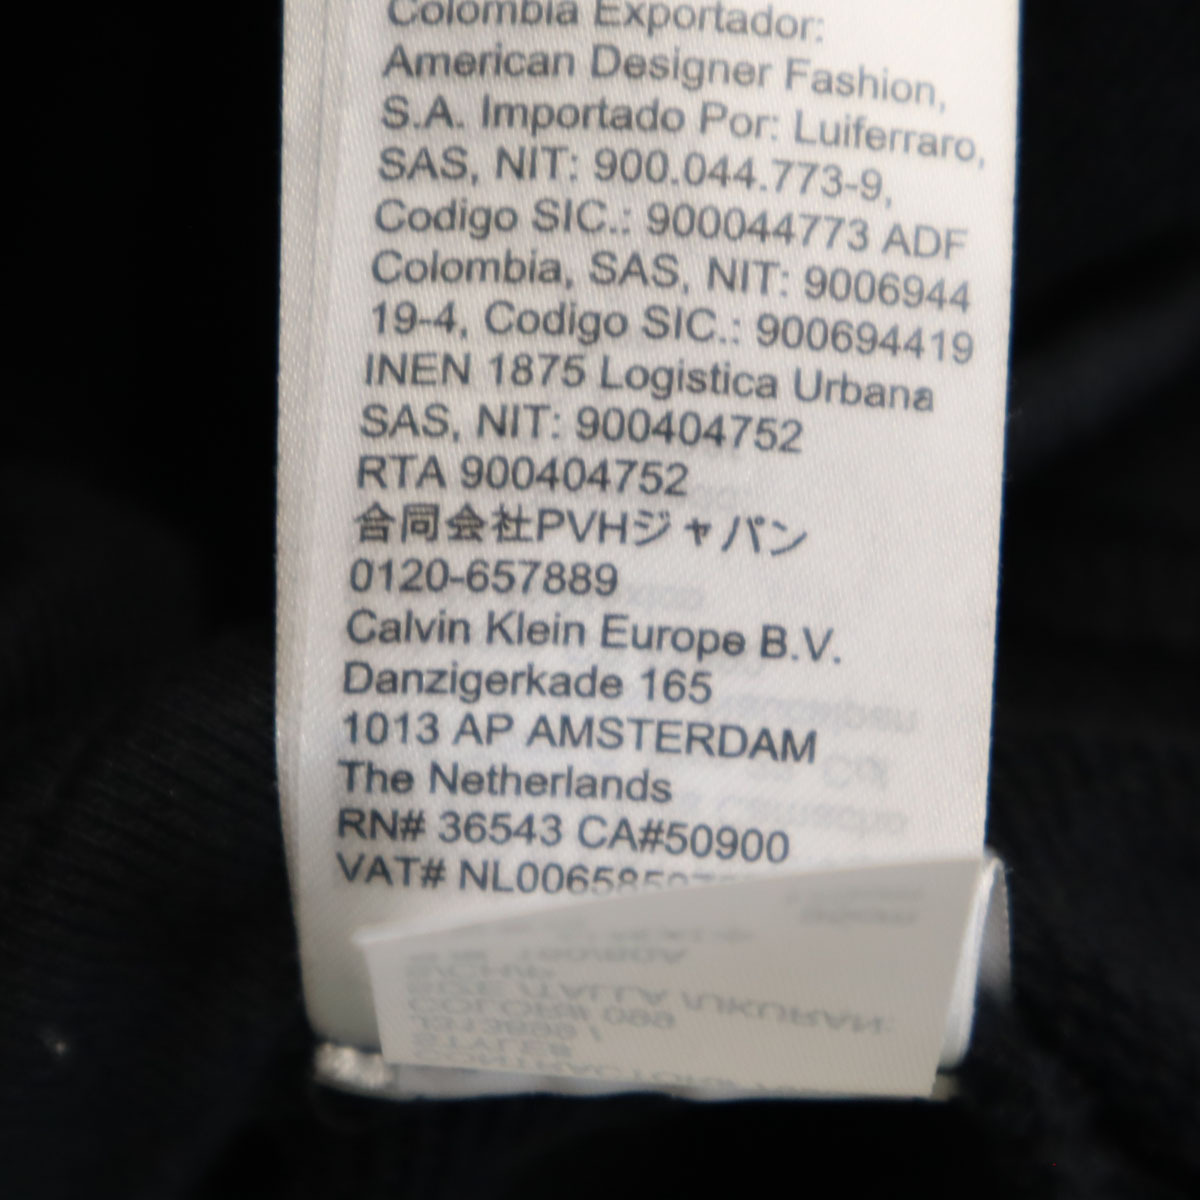 Colombia Exportador:
American Designer Fashion,
S.A. Importado Por: Luiferraro,
SAS, NIT: 900.044.773-9,
Codigo SIC.: 900044773 ADF
Colombia, SAS, NIT: 9006944
19-4, Codigo SIC.: 900694419
INEN 1875 Logistica Urbana
SAS, NIT: 900404752
RTA 900404752
合同会社PVHジャパン
0120-657889
Calvin Klein Europe B.V.
Danzigerkade 165
1013 AP AMSTERDAM
The Netherlands
RN# 36543 CA#50900
VAT#